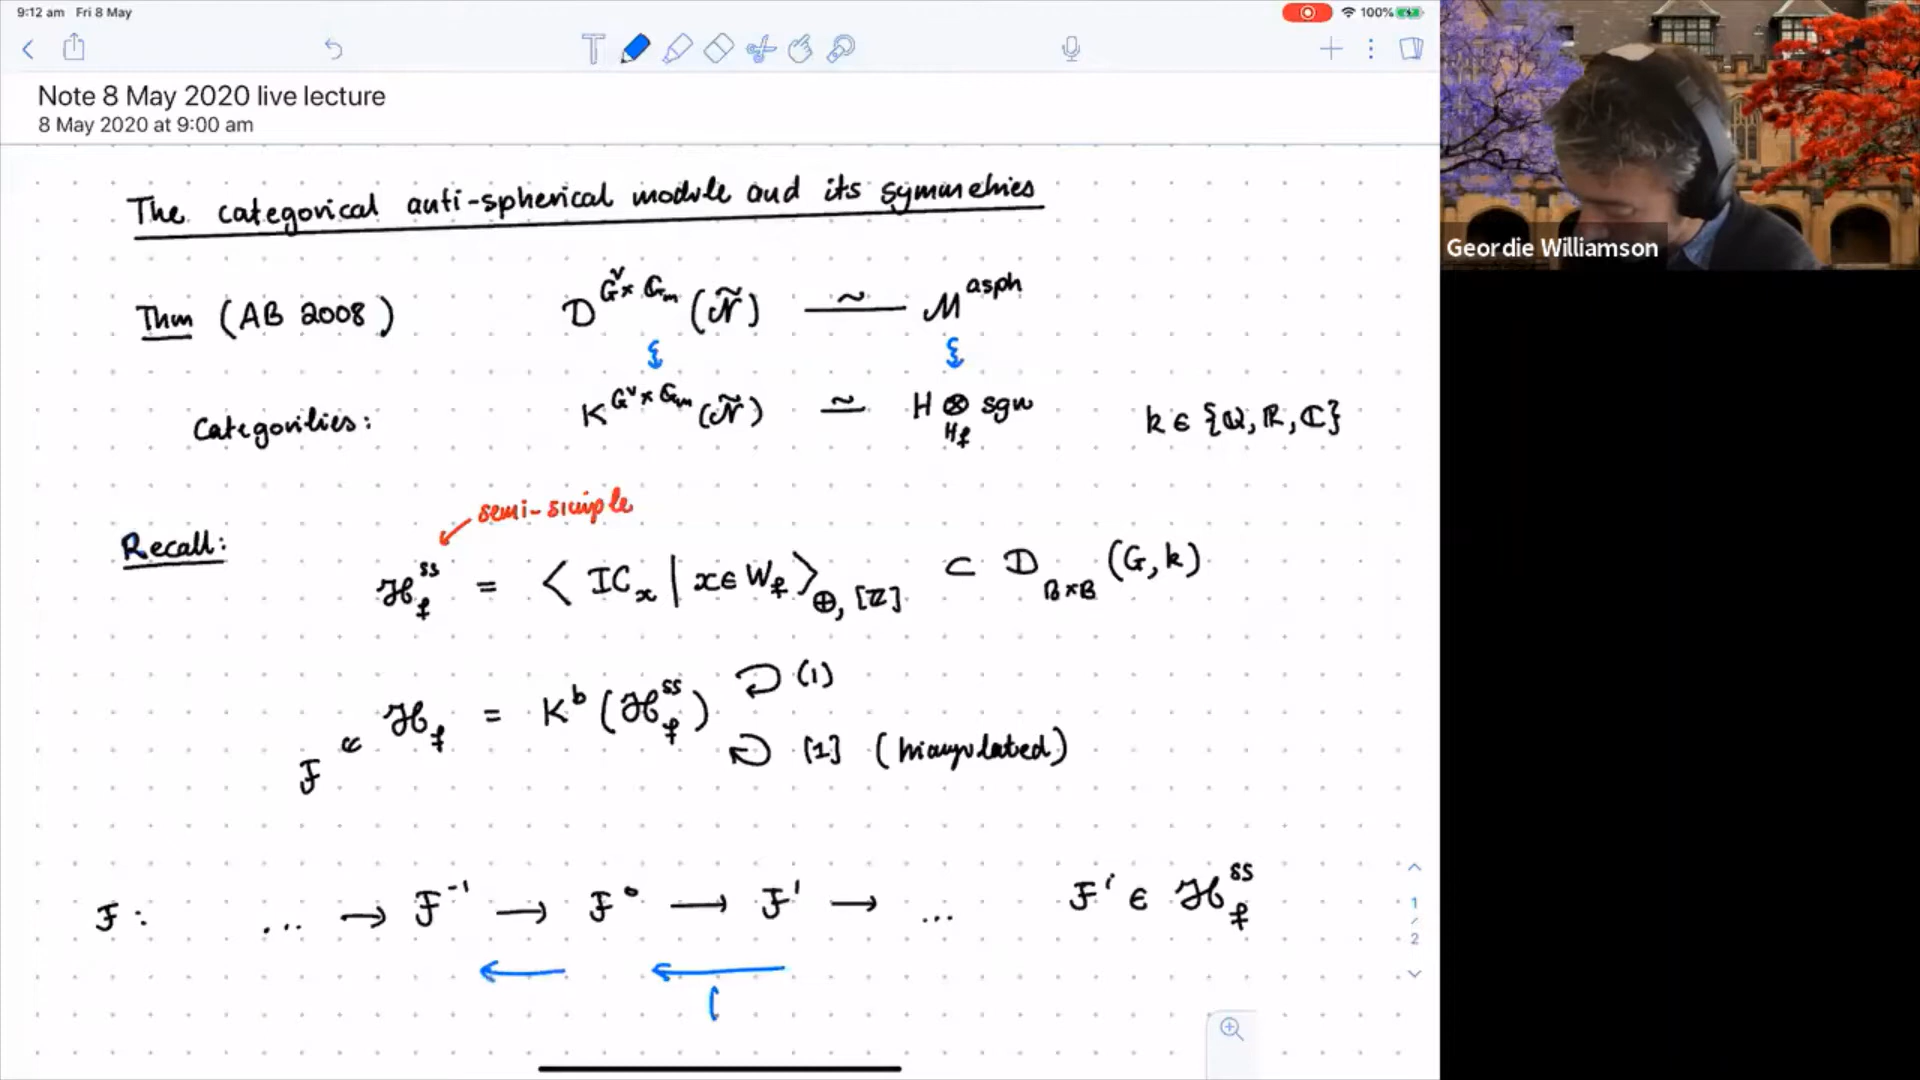 9:12 am Fri 8 May
100%
Note 8 May 2020 live lecture
8 May 2020 at 9:00 am
Geordie Williamson
The categorical anti-spherical module and its symmetries
Thm (AB 2008) D^{G^∨ × G_m}(Ñ) ~ M^{asph}
Categorifies: K^{G^∨ × G_m}(Ñ) ≃ H ⊗_{H_f} sgn k ∈ {Q, R, C}
semi-simple
Recall: ℋ_f^{ss} = ⟨ IC_x | x ∈ W_f ⟩_{⊕, [Z]} ⊂ D_{B×B}(G, k)
ℋ_f = K^b(ℋ_f^{ss}) (1)
F ∈ [1] (triangulated)
F: ... → F^{-1} → F^0 → F^1 → ... F^i ∈ ℋ_f^{ss}
← ←
(
1
/
2